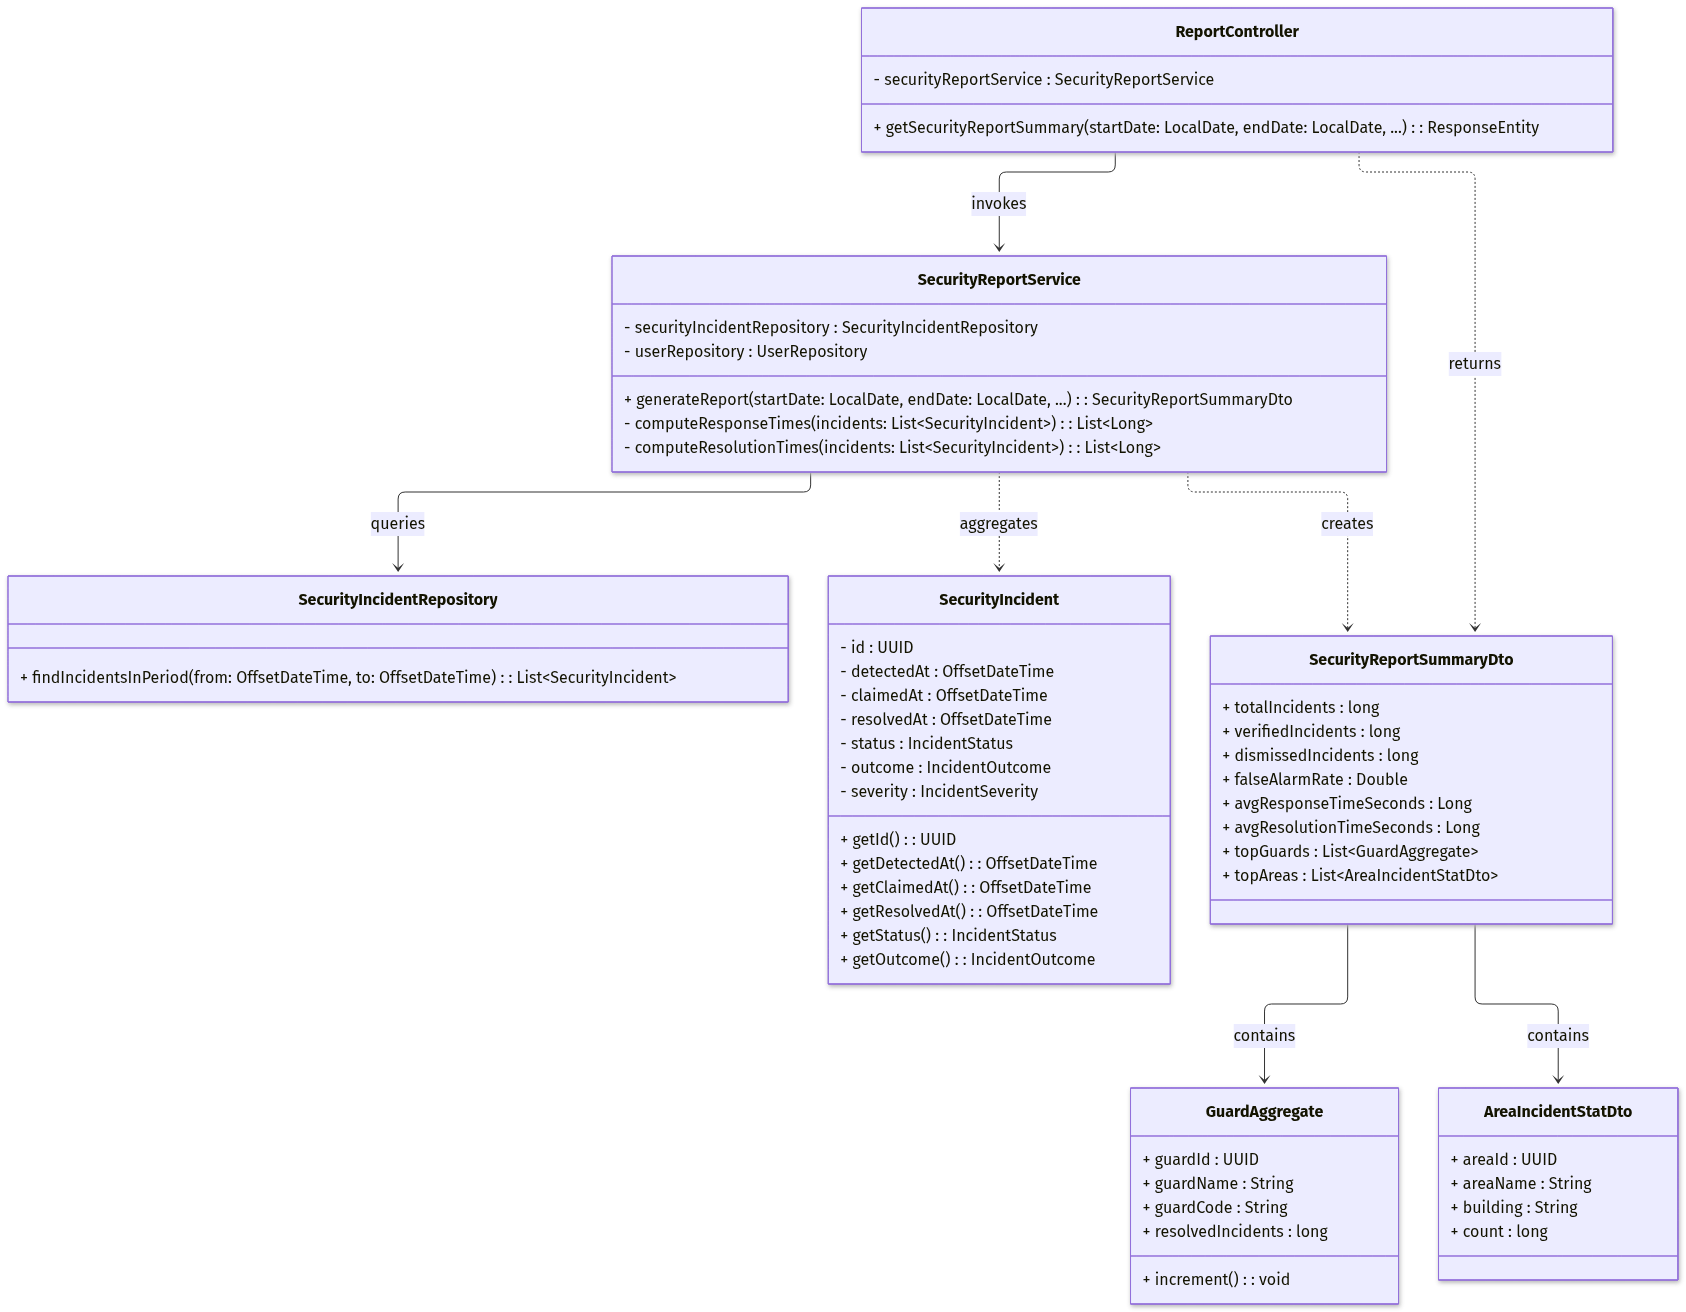 ReportController
- securityReportService : SecurityReportService
+ getSecurityReportSummary(startDate: LocalDate, endDate: LocalDate, ...) : : ResponseEntity
invokes
returns
SecurityReportService
- securityIncidentRepository : SecurityIncidentRepository
- userRepository : UserRepository
+ generateReport(startDate: LocalDate, endDate: LocalDate, ...) : : SecurityReportSummaryDto
- computeResponseTimes(incidents: List<SecurityIncident>) : : List<Long>
- computeResolutionTimes(incidents: List<SecurityIncident>) : : List<Long>
queries
aggregates
creates
SecurityIncidentRepository
+ findIncidentsInPeriod(from: OffsetDateTime, to: OffsetDateTime) : : List<SecurityIncident>
SecurityIncident
- id : UUID
- detectedAt : OffsetDateTime
- claimedAt : OffsetDateTime
- resolvedAt : OffsetDateTime
- status : IncidentStatus
- outcome : IncidentOutcome
- severity : IncidentSeverity
+ getId() : : UUID
+ getDetectedAt() : : OffsetDateTime
+ getClaimedAt() : : OffsetDateTime
+ getResolvedAt() : : OffsetDateTime
+ getStatus() : : IncidentStatus
+ getOutcome() : : IncidentOutcome
SecurityReportSummaryDto
+ totalIncidents : long
+ verifiedIncidents : long
+ dismissedIncidents : long
+ falseAlarmRate : Double
+ avgResponseTimeSeconds : Long
+ avgResolutionTimeSeconds : Long
+ topGuards : List<GuardAggregate>
+ topAreas : List<AreaIncidentStatDto>
contains
contains
GuardAggregate
+ guardId : UUID
+ guardName : String
+ guardCode : String
+ resolvedIncidents : long
+ increment() : : void
AreaIncidentStatDto
+ areaId : UUID
+ areaName : String
+ building : String
+ count : long